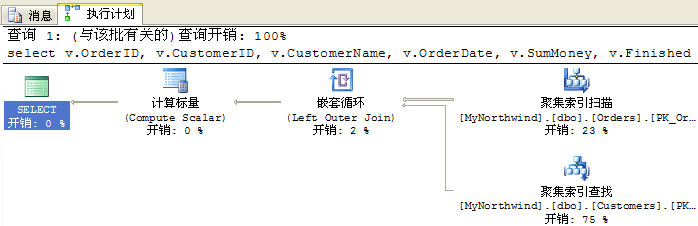 消息 执行计划
查询 1: (与该批有关的)查询开销: 100%
select v.OrderID, v.CustomerID, v.CustomerName, v.OrderDate, v.SumMoney, v.Finished
SELECT
开销: 0 %
计算标量
(Compute Scalar)
开销: 0 %
嵌套循环
(Left Outer Join)
开销: 2 %
聚集索引扫描
[MyNorthwind].[dbo].[Orders].[PK_Or…
开销: 23 %
聚集索引查找
[MyNorthwind].[dbo].[Customers].[PK…
开销: 75 %